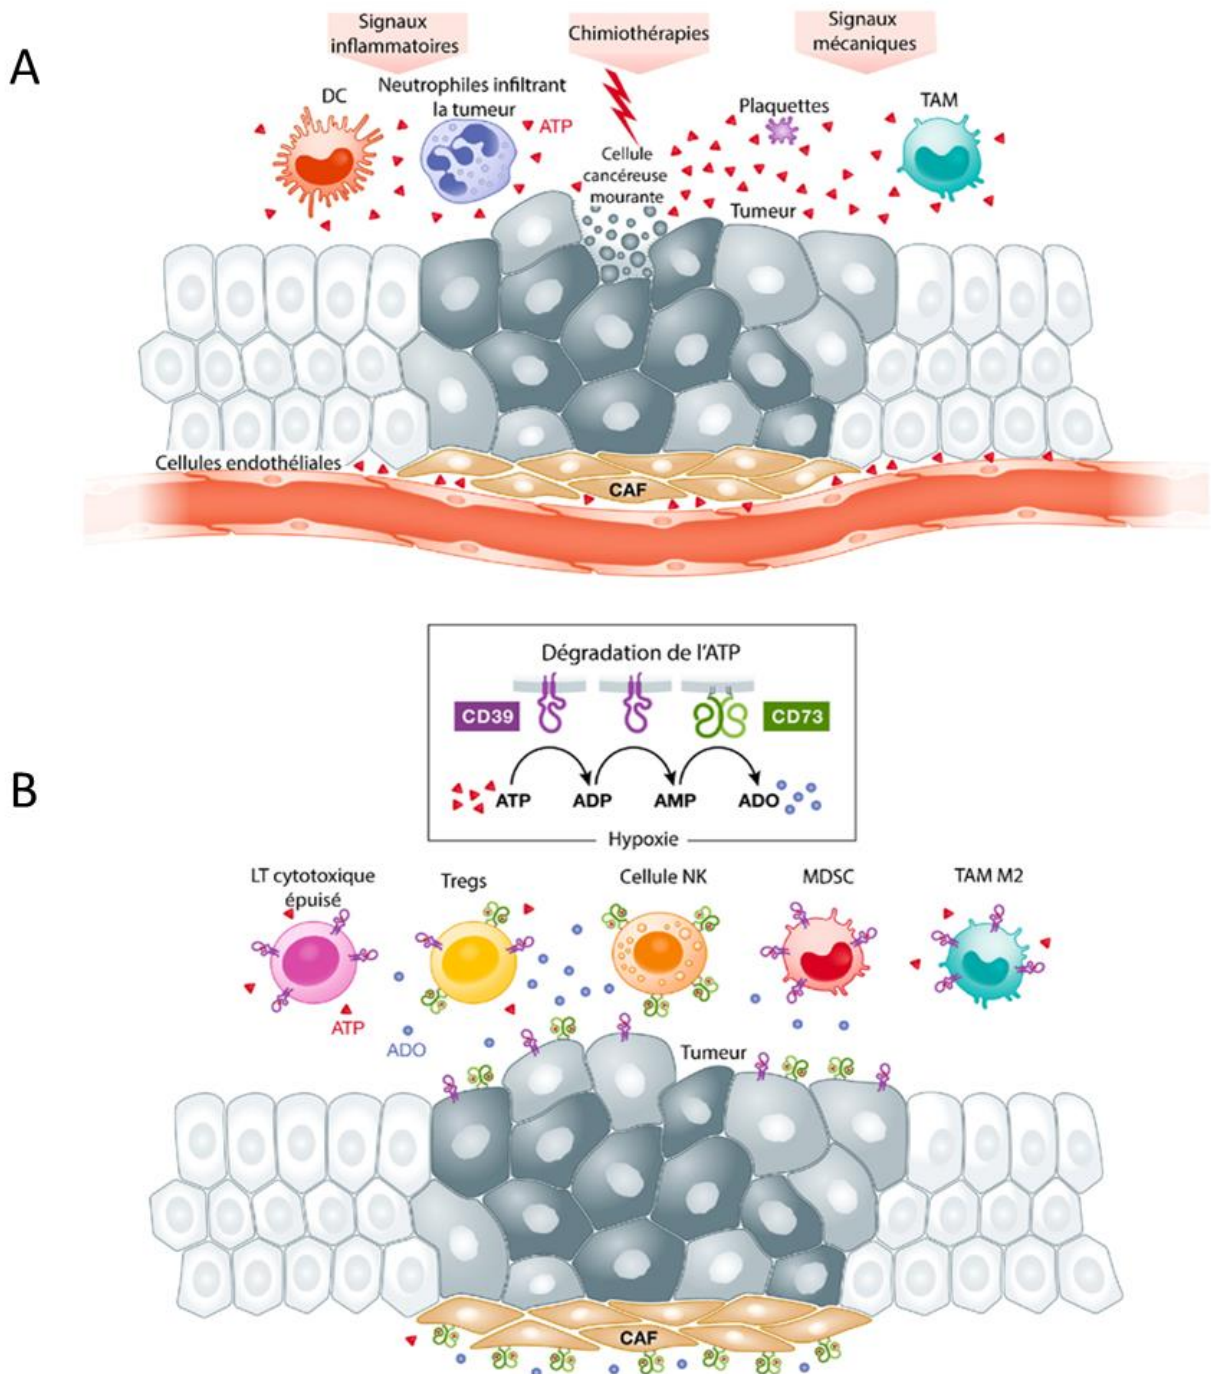 A
Signaux
inflammatoires
Chimiothérapies
Signaux
mécaniques
DC
Neutrophiles infiltrant
la tumeur
ATP
Plaquettes
TAM
Cellule
cancéreuse
mourante
Tumeur
Cellules endothéliales
CAF
B
Dégradation de l'ATP
CD39
CD73
ATP
ADP
AMP
ADO
Hypoxie
LT cytotoxique
épuisé
Tregs
Cellule NK
MDSC
TAM M2
ATP
ADO
Tumeur
CAF